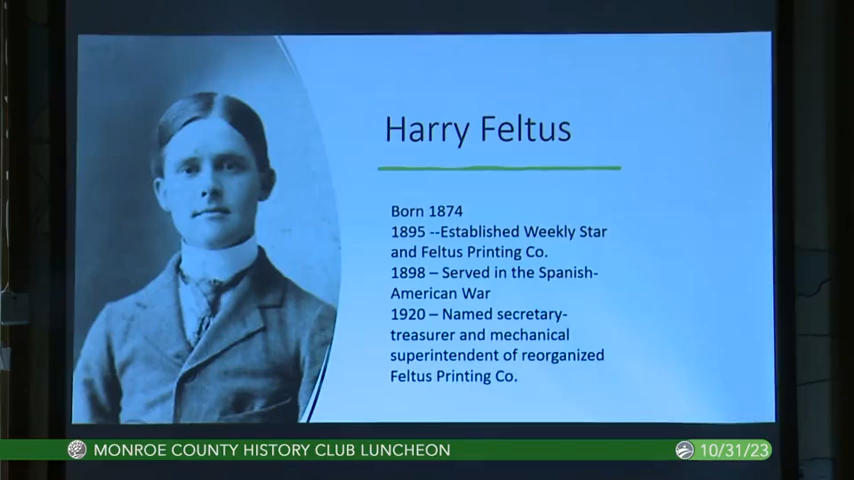 Harry Feltus
Born 1874
1895 --Established Weekly Star
and Feltus Printing Co.
1898 – Served in the Spanish-
American War
1920 – Named secretary-
treasurer and mechanical
superintendent of reorganized
Feltus Printing Co.
MONROE COUNTY HISTORY CLUB LUNCHEON
10/31/23